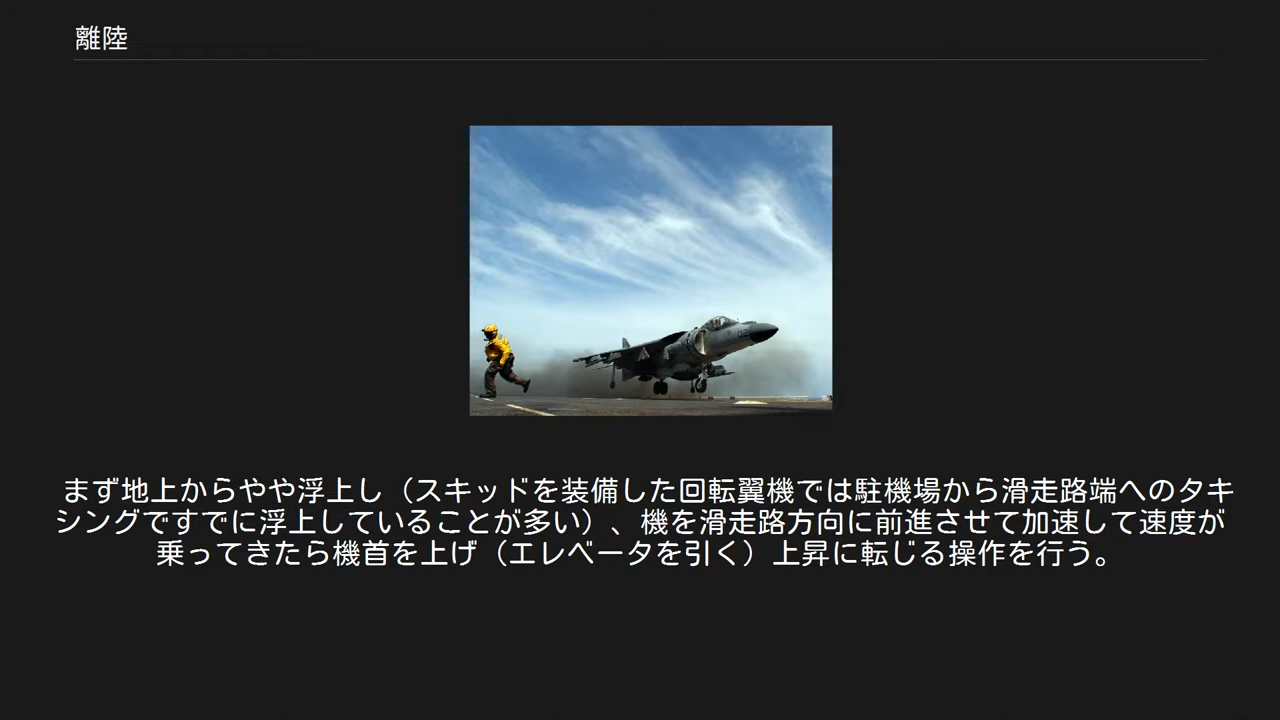 離陸
まず地上からやや浮上し（スキッドを装備した回転翼機では駐機場から滑走路端へのタキ
シングですでに浮上していることが多い）、機を滑走路方向に前進させて加速して速度が
乗ってきたら機首を上げ（エレベータを引く）上昇に転じる操作を行う。